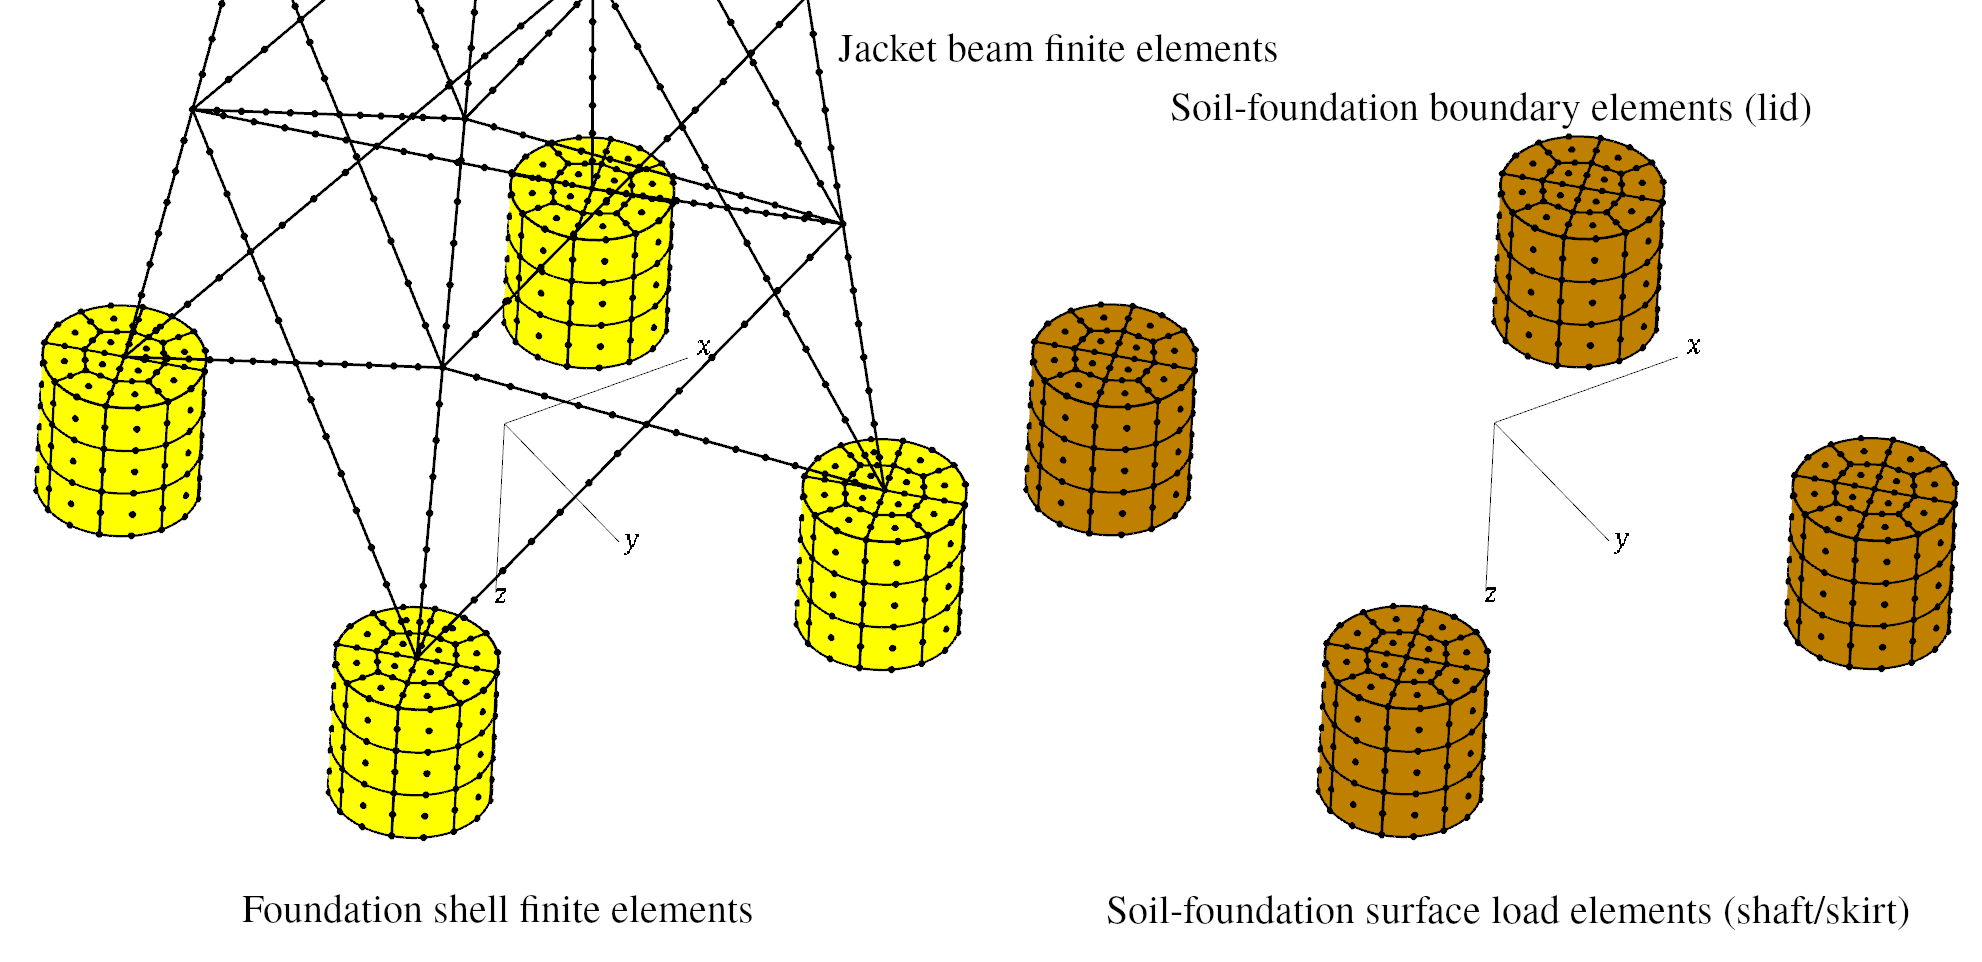 Jacket beam finite elements
Soil-foundation boundary elements (lid)
x
y
z
x
y
z
Foundation shell finite elements
Soil-foundation surface load elements (shaft/skirt)